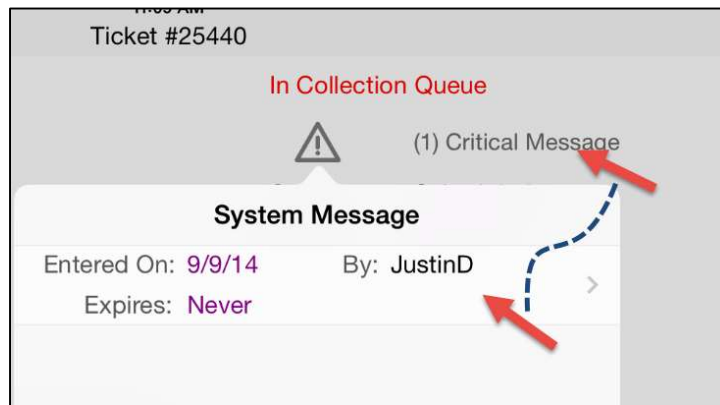 Ticket #25440
In Collection Queue
(1) Critical Message
System Message
Entered On: 9/9/14 By: JustinD
Expires: Never